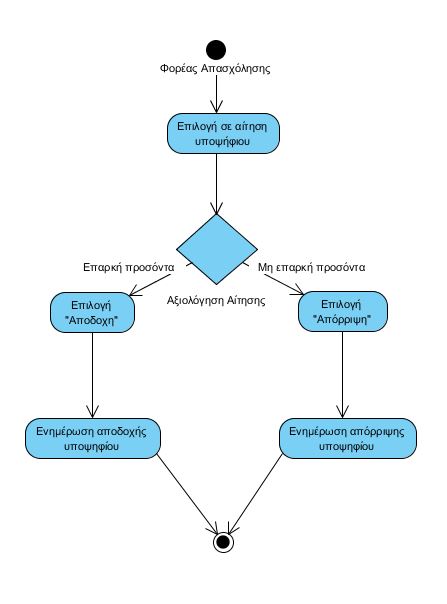 Φορέας Απασχόλησης
Επιλογή σε αίτηση
υποψήφιου
Επαρκή προσόντα
Μη επαρκή προσόντα
Αξιολόγηση Αίτησης
Επιλογή
"Αποδοχη"
Επιλογή
"Απόρριψη"
Ενημέρωση αποδοχής
υποψηφίου
Ενημέρωση απόρριψης
υποψηφίου